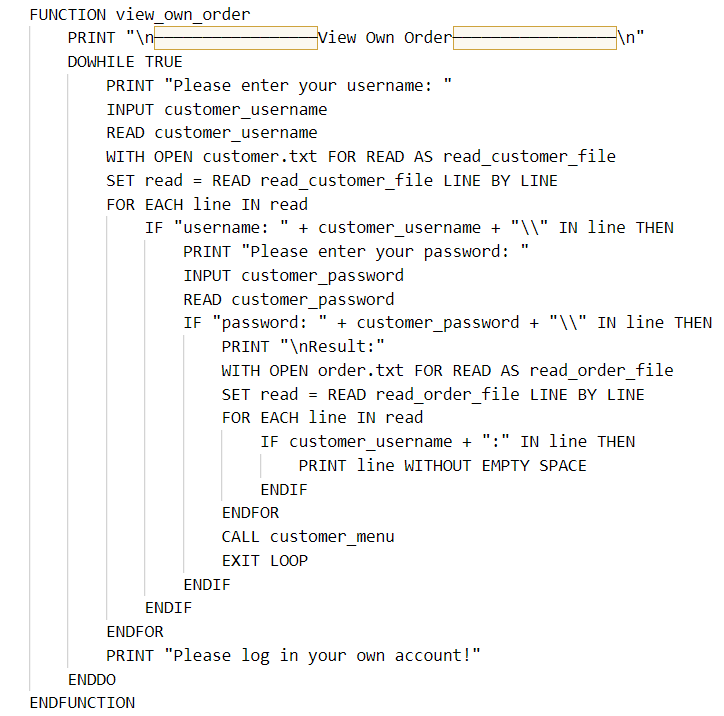 FUNCTION view_own_order
    PRINT "\n─────────────────View Own Order─────────────────\n"
    DOWHILE TRUE
        PRINT "Please enter your username: "
        INPUT customer_username
        READ customer_username
        WITH OPEN customer.txt FOR READ AS read_customer_file
        SET read = READ read_customer_file LINE BY LINE
        FOR EACH line IN read
            IF "username: " + customer_username + "\\" IN line THEN
                PRINT "Please enter your password: "
                INPUT customer_password
                READ customer_password
                IF "password: " + customer_password + "\\" IN line THEN
                    PRINT "\nResult:"
                    WITH OPEN order.txt FOR READ AS read_order_file
                    SET read = READ read_order_file LINE BY LINE
                    FOR EACH line IN read
                        IF customer_username + ":" IN line THEN
                            PRINT line WITHOUT EMPTY SPACE
                        ENDIF
                    ENDFOR
                    CALL customer_menu
                    EXIT LOOP
                ENDIF
            ENDIF
        ENDFOR
        PRINT "Please log in your own account!"
    ENDDO
ENDFUNCTION